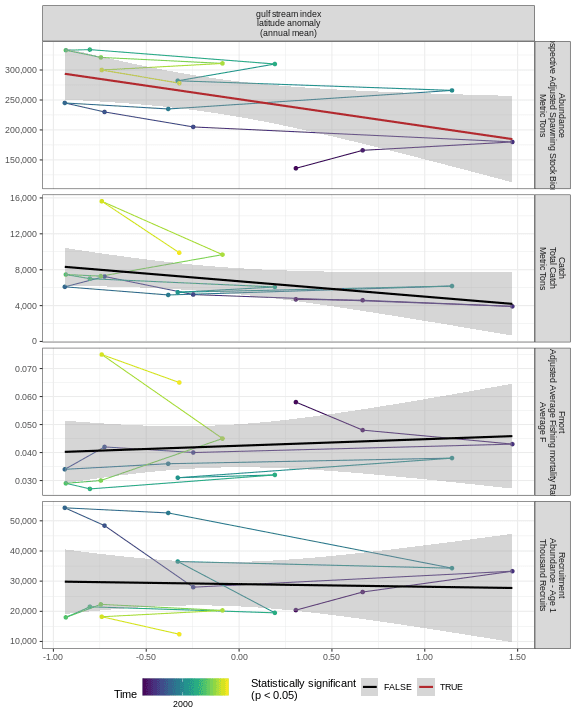 gulf stream index
latitude anomaly
(annual mean)
300,000
250,000
200,000
150,000
Abundance
Adjusted Spawning Stock
Metric Tons
16,000
12,000
8,000
4,000
0
Catch
Total Catch
Metric Tons
0.070
0.060
0.050
0.040
0.030
Fmort
Adjusted Average Fishing mortality
Average F
50,000
40,000
30,000
20,000
10,000
Recruitment
Abundance - Age 1
Thousand Recruits
-1.00
-0.50
0.00
0.50
1.00
1.50
Time
2000
Statistically significant
(p < 0.05)
FALSE
TRUE